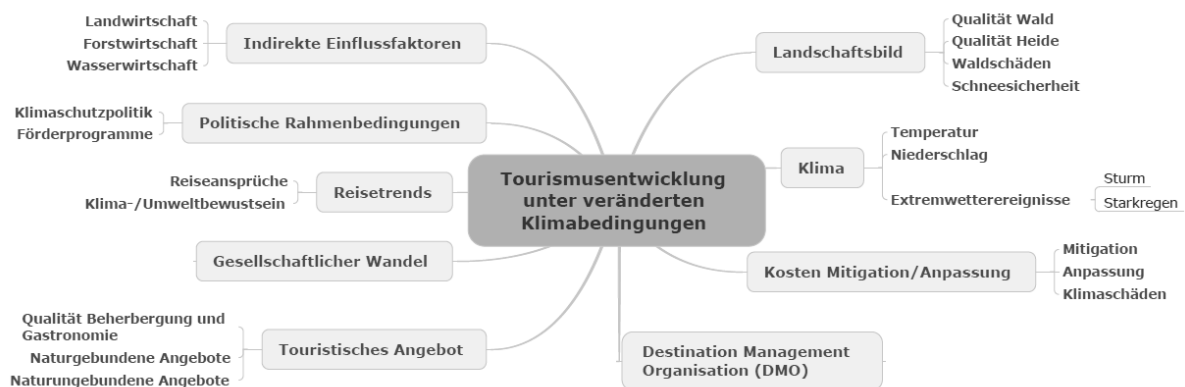 Tourismusentwicklung
unter veränderten
Klimabedingungen
Indirekte Einflussfaktoren
Landwirtschaft
Forstwirtschaft
Wasserwirtschaft
Politische Rahmenbedingungen
Klimaschutzpolitik
Förderprogramme
Reisetrends
Reiseansprüche
Klima-/Umweltbewustsein
Gesellschaftlicher Wandel
Touristisches Angebot
Qualität Beherbergung und
Gastronomie
Naturgebundene Angebote
Naturungebundene Angebote
Landschaftsbild
Qualität Wald
Qualität Heide
Waldschäden
Schneesicherheit
Klima
Temperatur
Niederschlag
Extremwetterereignisse
Sturm
Starkregen
Kosten Mitigation/Anpassung
Mitigation
Anpassung
Klimaschäden
Destination Management
Organisation (DMO)